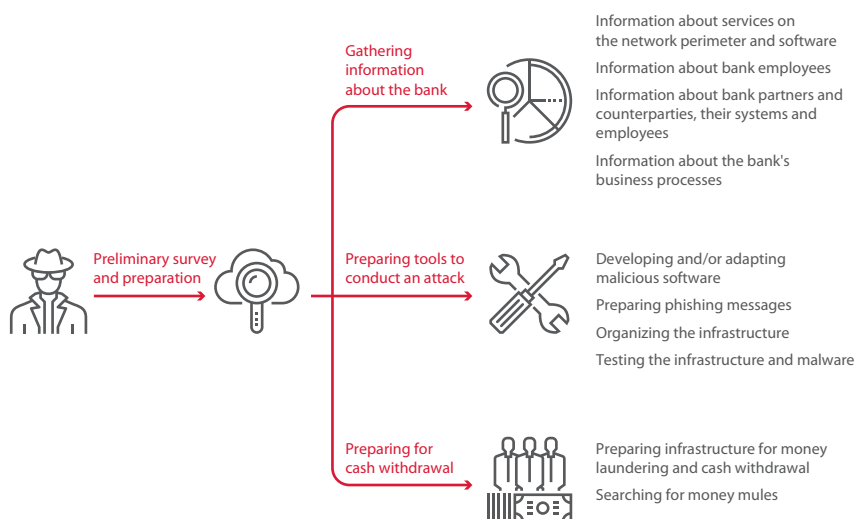 Gathering
information
about the bank
Information about services on
the network perimeter and software
Information about bank employees
Information about bank partners and
counterparties, their systems and
employees
Information about the bank's
business processes
Preliminary survey
and preparation
Preparing tools to
conduct an attack
Developing and/or adapting
malicious software
Preparing phishing messages
Organizing the infrastructure
Testing the infrastructure and malware
Preparing for
cash withdrawal
Preparing infrastructure for money
laundering and cash withdrawal
Searching for money mules